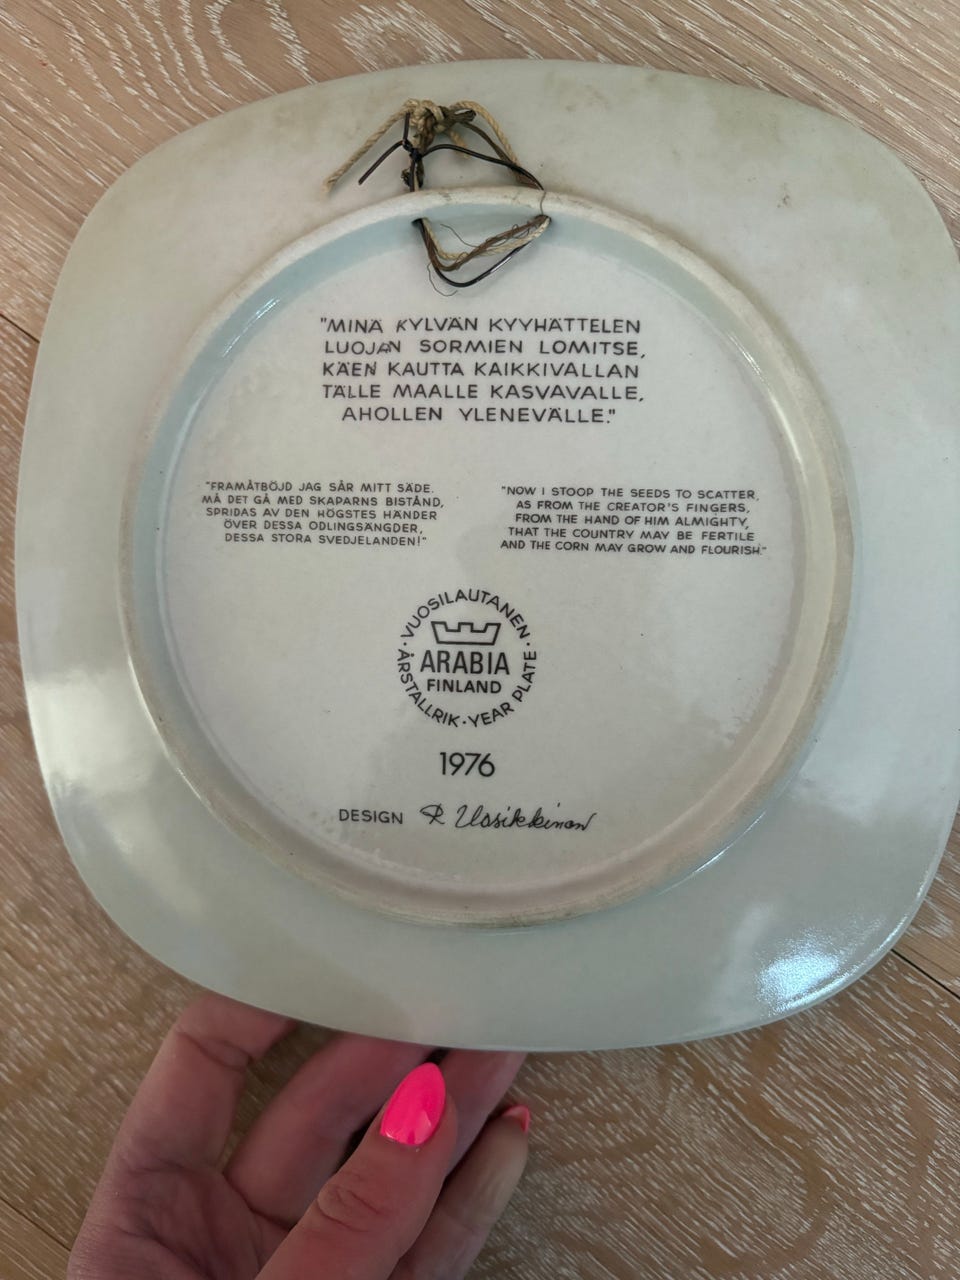 "MINÄ KYLVÄN KYYHÄTTELEN
LUOJAN SORMIEN LOMITSE,
KÄEN KAUTTA KAIKKIVALLAN
TÄLLE MAALLE KASVAVALLE,
AHOLLEN YLENEVÄLLE."
"FRAMÅTBÖJD JAG SÅR MITT SÄDE.
MÅ DET GÅ MED SKAPARNS BISTÅND,
SPRIDAS AV DEN HÖGSTES HÄNDER
ÖVER DESSA ODLINGSÄNGDER,
DESSA STORA SVEDJELANDEN!"
"NOW I STOOP THE SEEDS TO SCATTER,
AS FROM THE CREATOR'S FINGERS,
FROM THE HAND OF HIM ALMIGHTY,
THAT THE COUNTRY MAY BE FERTILE
AND THE CORN MAY GROW AND FLOURISH."
· VUOSILAUTANEN ·
ARABIA
FINLAND
ÅRSTALLRIK · YEAR PLATE
1976
DESIGN R Uosikkinen